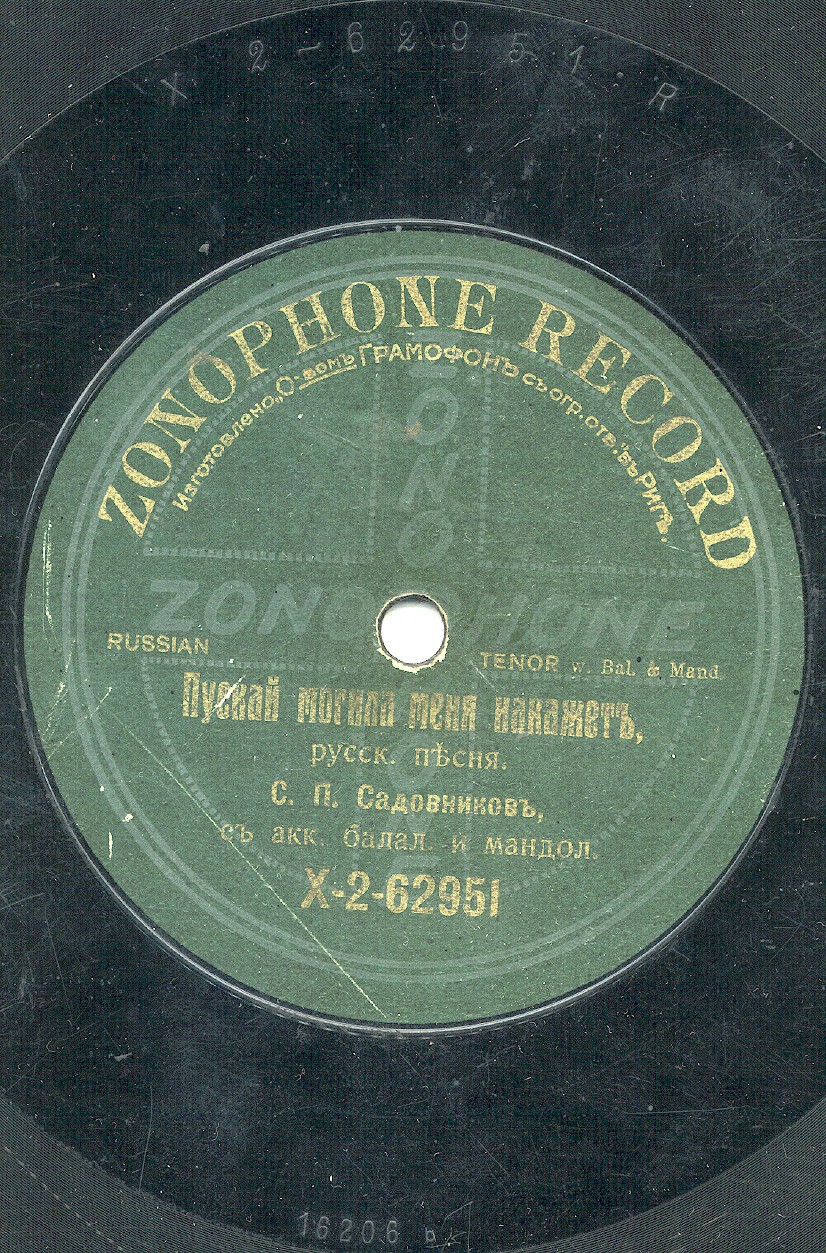 X 2-62951. R
ZONOPHONE RECORD
Изготовлено „О-вомъ ГРАМОФОНЪ съ огр. отв.“ въ Ригѣ.
ZONO
ZONOPHONE
RUSSIAN
TENOR w. Bal. & Mand
Пускай могила меня накажетъ,
русск. пѣсня.
С. П. Садовниковъ,
съ акк. балал. и мандол.
X-2-62951
16206 b